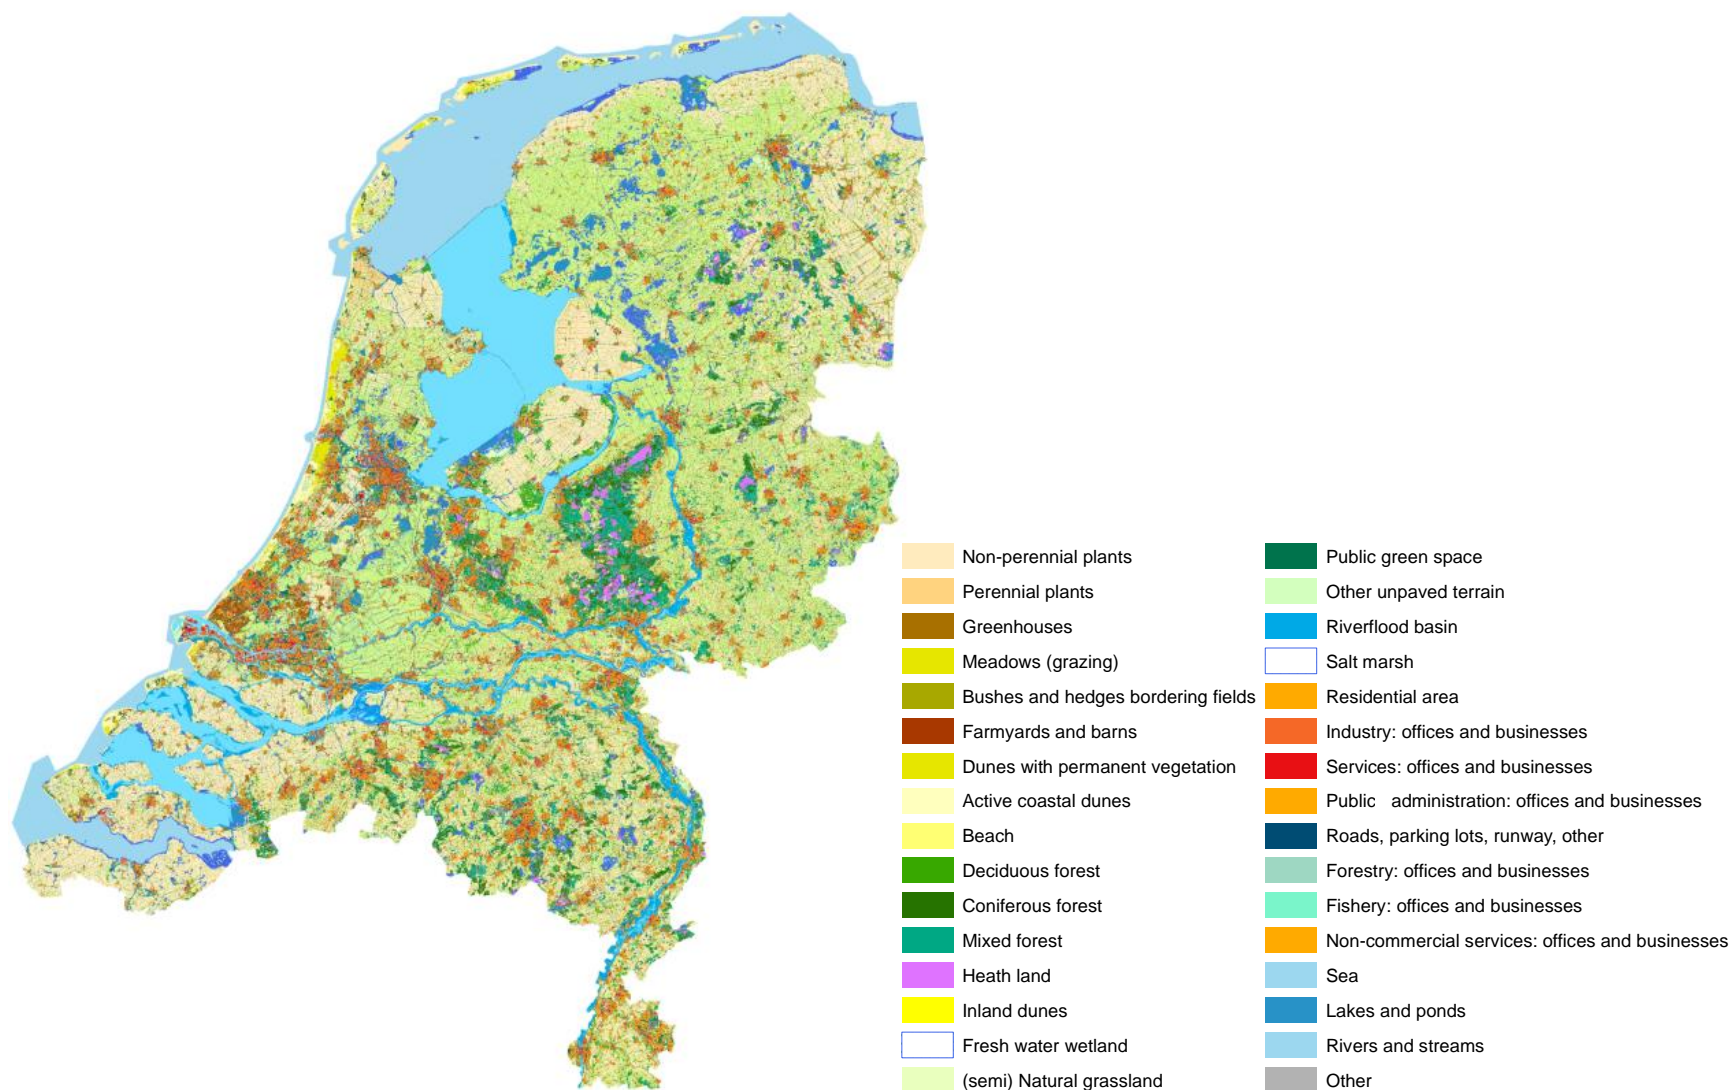 Non-perennial plants
Perennial plants
Greenhouses
Meadows (grazing)
Bushes and hedges bordering fields
Farmyards and barns
Dunes with permanent vegetation
Active coastal dunes
Beach
Deciduous forest
Coniferous forest
Mixed forest
Heath land
Inland dunes
Fresh water wetland
(semi) Natural grassland
Public green space
Other unpaved terrain
Riverflood basin
Salt marsh
Residential area
Industry: offices and businesses
Services: offices and businesses
Public administration: offices and businesses
Roads, parking lots, runway, other
Forestry: offices and businesses
Fishery: offices and businesses
Non-commercial services: offices and businesses
Sea
Lakes and ponds
Rivers and streams
Other